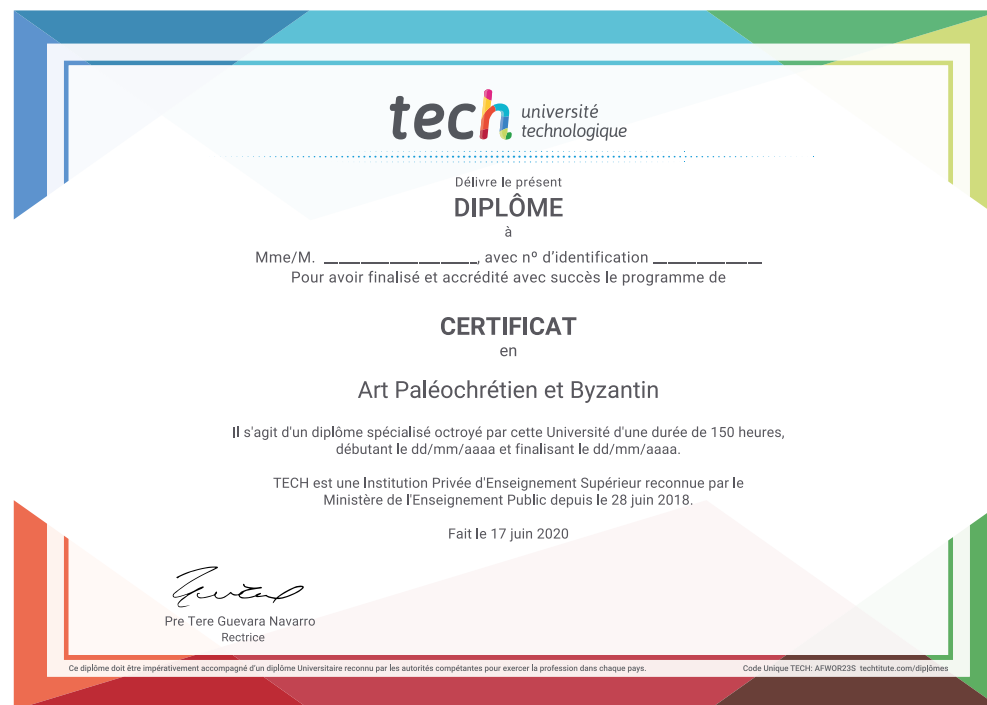 tech université
technologique
Délivre le présent
DIPLÔME
à
Mme/M. ____________________, avec nº d'identification ______________
Pour avoir finalisé et accrédité avec succès le programme de
CERTIFICAT
en
Art Paléochrétien et Byzantin
Il s'agit d'un diplôme spécialisé octroyé par cette Université d'une durée de 150 heures,
débutant le dd/mm/aaaa et finalisant le dd/mm/aaaa.
TECH est une Institution Privée d'Enseignement Supérieur reconnue par le
Ministère de l'Enseignement Public depuis le 28 juin 2018.
Fait le 17 juin 2020
Pre Tere Guevara Navarro
Rectrice
Ce diplôme doit être impérativement accompagné d'un diplôme Universitaire reconnu par les autorités compétantes pour exercer la profession dans chaque pays.
Code Unique TECH: AFWOR23S techtitute.com/diplômes